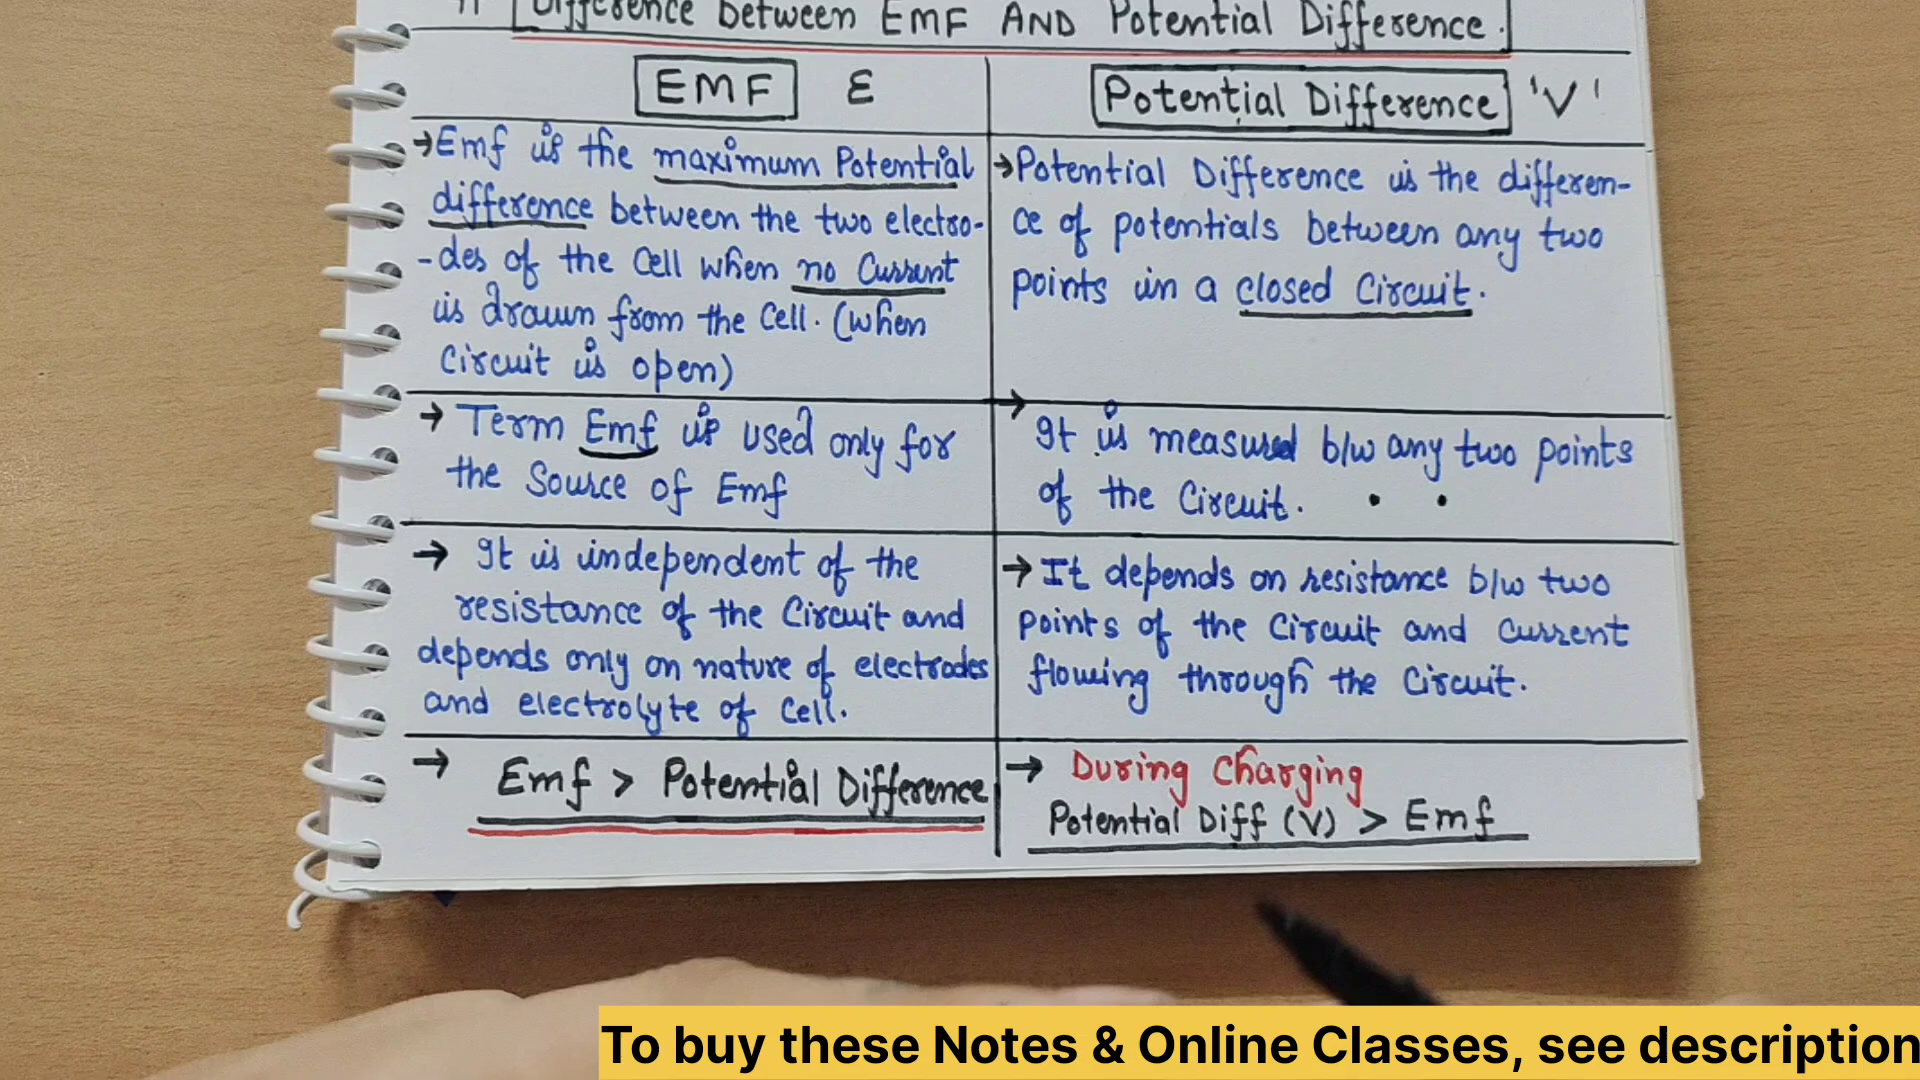 Difference between EMF AND Potential Difference.
EMF ε
→Emf is the maximum Potential
difference between the two electro-
-des of the Cell when no Current
is drawn from the Cell. (when
Circuit is open)
→ Term Emf is used only for
the Source of Emf
→ It is independent of the
resistance of the Circuit and
depends only on nature of electrodes
and electrolyte of Cell.
→ Emf > Potential Difference
Potential Difference 'V'
→Potential Difference is the differen-
ce of potentials between any two
points in a closed Circuit.
→ It is measured b/w any two points
of the Circuit.
→ It depends on resistance b/w two
points of the Circuit and Current
flowing through the Circuit.
→ During Charging
Potential Diff (V) > Emf
To buy these Notes & Online Classes, see description